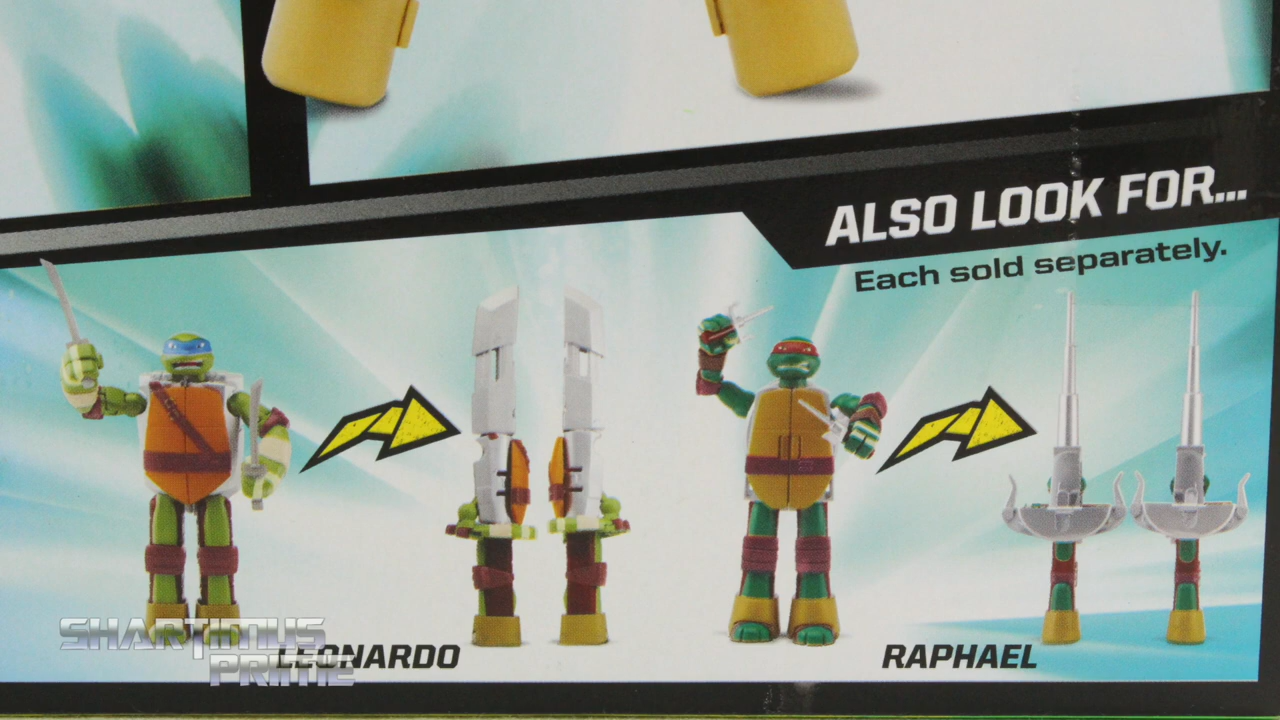 ALSO LOOK FOR...
Each sold separately.
SHARTIMUS
PRIME
LEONARDO
RAPHAEL